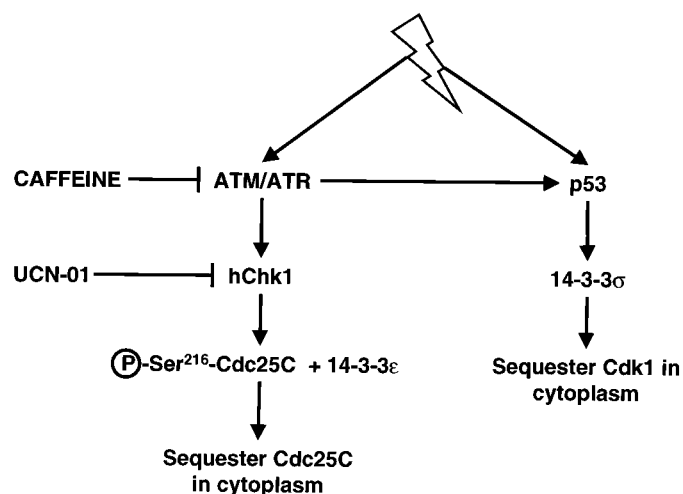 CAFFEINE
ATM/ATR
p53
UCN-01
hChk1
14-3-3σ
P-Ser²¹⁶-Cdc25C + 14-3-3ε
Sequester Cdk1 in
cytoplasm
Sequester Cdc25C
in cytoplasm